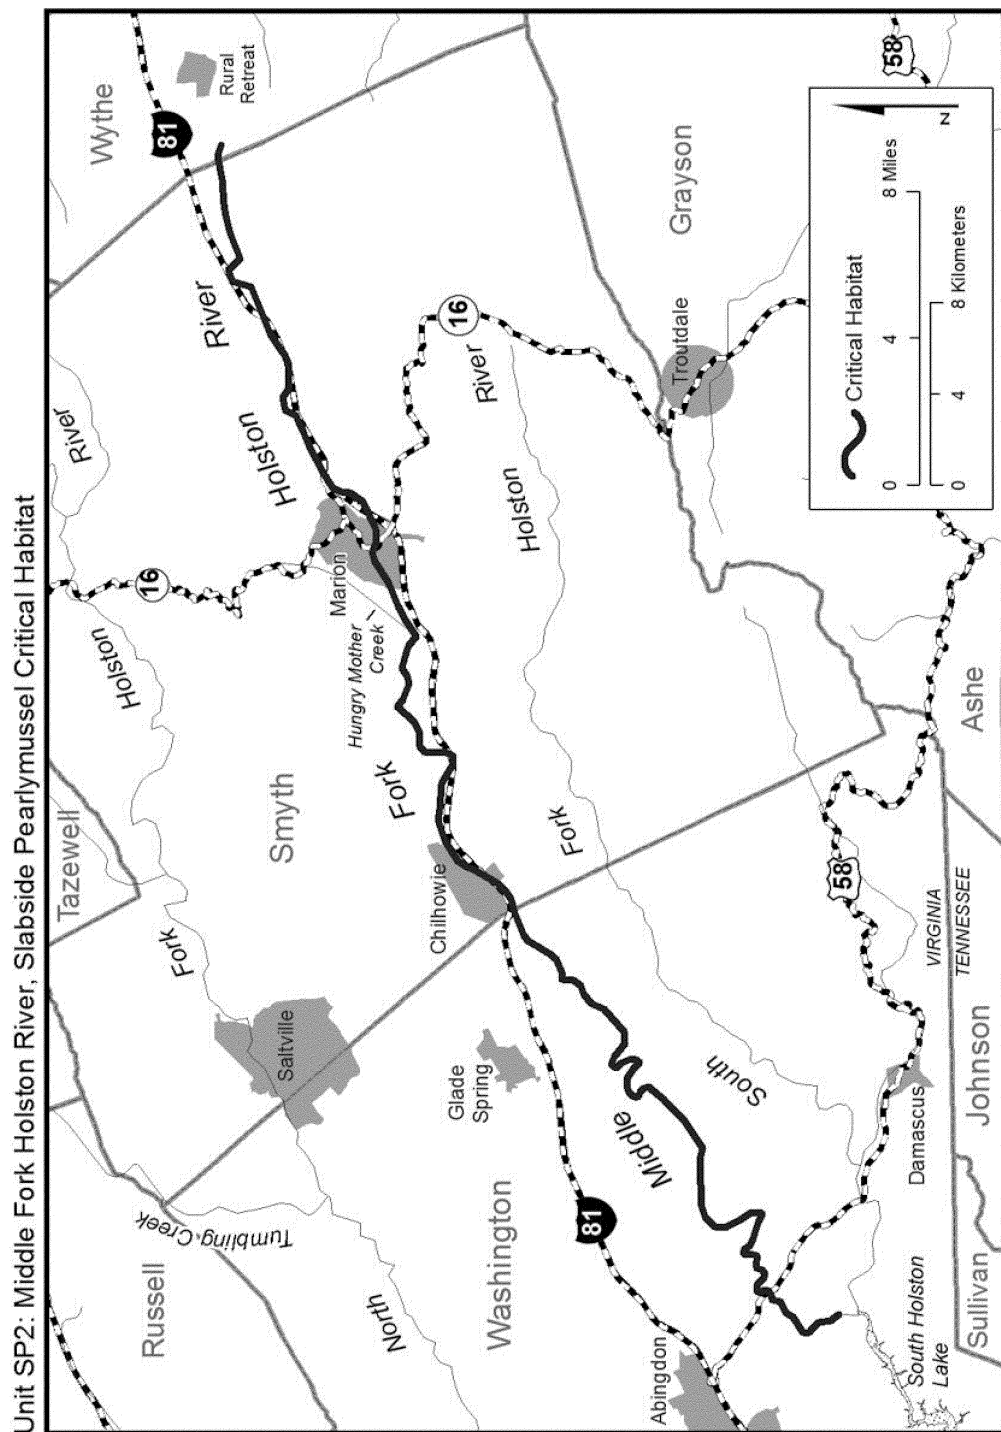 Unit SP2: Middle Fork Holston River, Slabside Pearlymussel Critical Habitat
Tazewell
Holston
River
16
Wythe
81
Rural
Retreat
Russell
Fork
Smyth
River
Tumbling Creek
Saltville
Marion
Holston
North
Hungry Mother
Creek
Fork
16
River
Chilhowie
Glade
Spring
Holston
Washington
81
Fork
Grayson
Troutdale
Middle
Abingdon
South
58
58
Critical Habitat
0
4
8 Miles
0
4
8 Kilometers
N
Damascus
VIRGINIA
TENNESSEE
South Holston
Lake
Sullivan
Johnson
Ashe